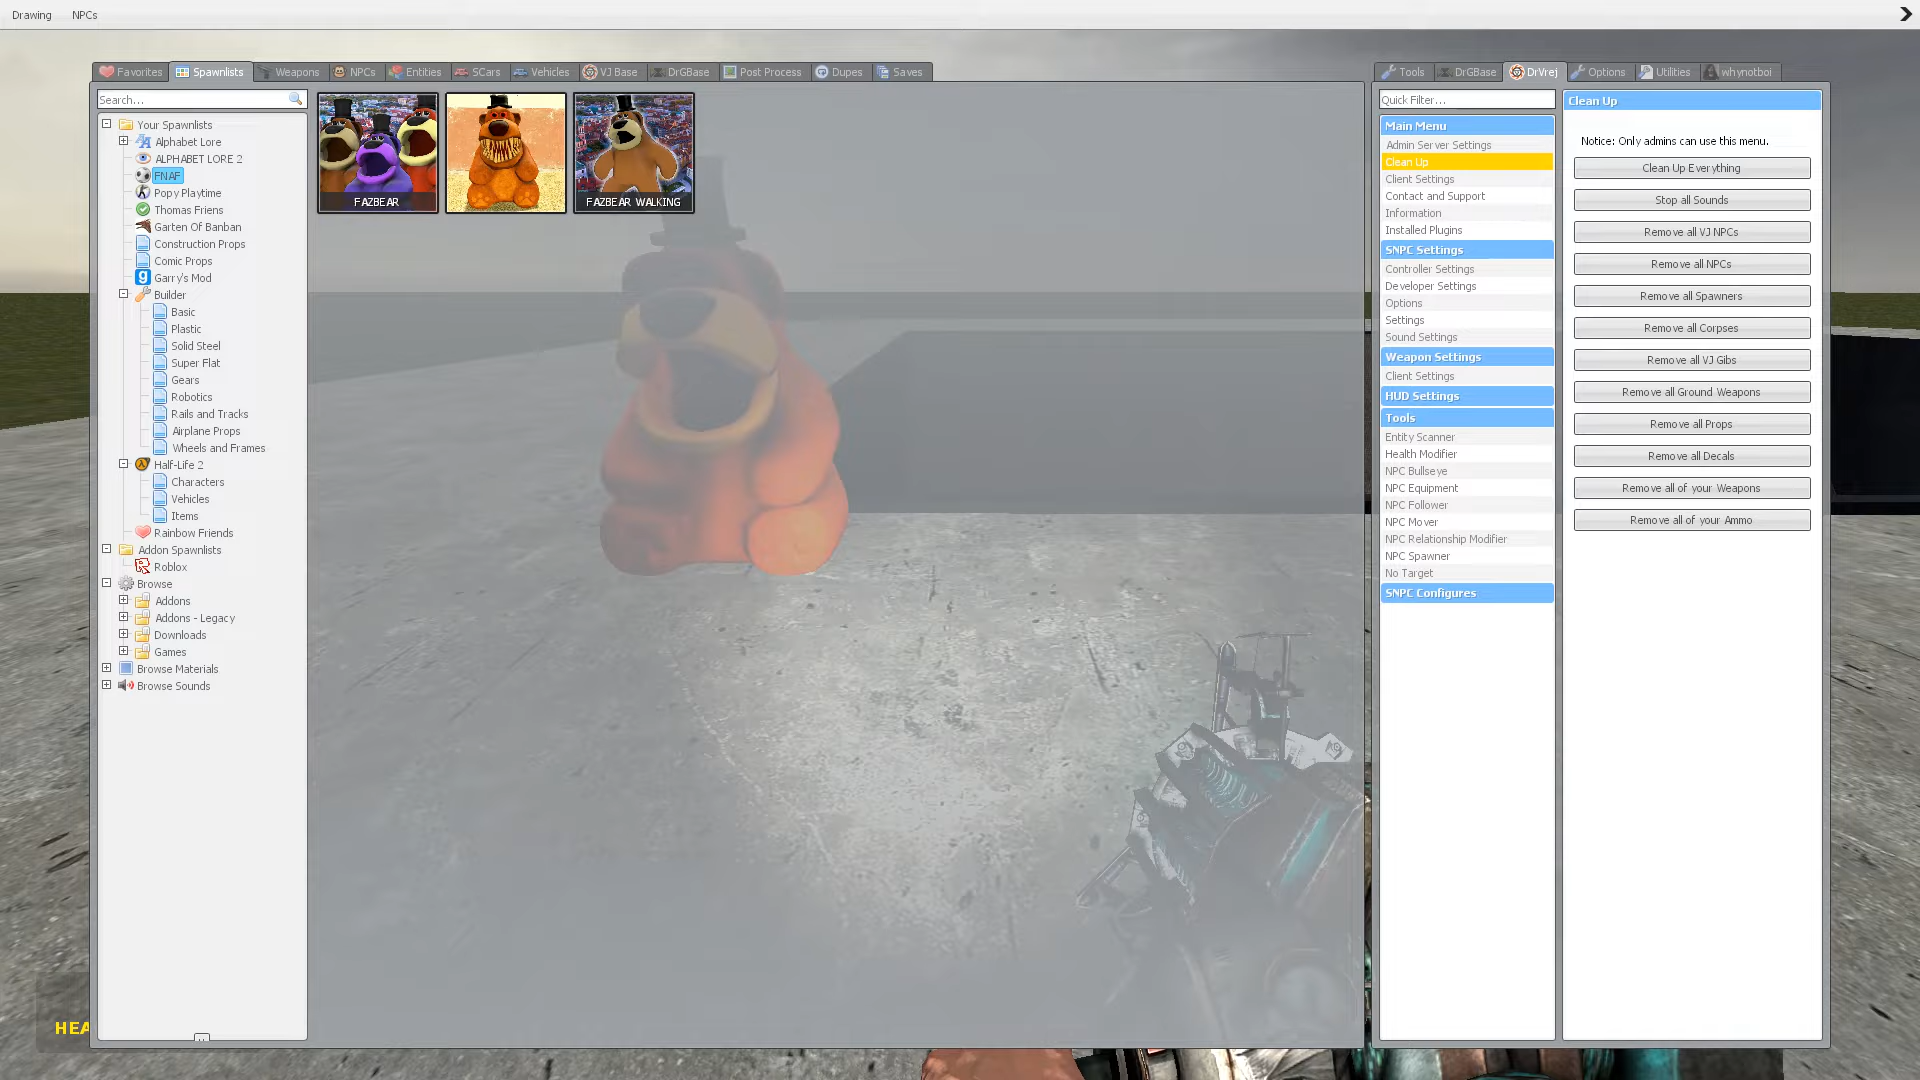 Drawing NPCs
Favorites Spawnlists Weapons NPCs Entities SCars Vehicles VJ Base DrGBase Post Process Dupes Saves
Search...
Your Spawnlists
Alphabet Lore
ALPHABET LORE 2
FNAF
Popy Playtime
Thomas Friens
Garten Of Banban
Construction Props
Comic Props
Garry's Mod
Builder
Basic
Plastic
Solid Steel
Super Flat
Gears
Robotics
Rails and Tracks
Airplane Props
Wheels and Frames
Half-Life 2
Characters
Vehicles
Items
Rainbow Friends
Addon Spawnlists
Roblox
Browse
Addons
Addons - Legacy
Downloads
Games
Browse Materials
Browse Sounds
FAZBEAR
FAZBEAR WALKING
HEA
Tools DrGBase DrVrej Options Utilities whynotboi
Quick Filter...
Main Menu
Admin Server Settings
Clean Up
Client Settings
Contact and Support
Information
Installed Plugins
SNPC Settings
Controller Settings
Developer Settings
Options
Settings
Sound Settings
Weapon Settings
Client Settings
HUD Settings
Tools
Entity Scanner
Health Modifier
NPC Bullseye
NPC Equipment
NPC Follower
NPC Mover
NPC Relationship Modifier
NPC Spawner
No Target
SNPC Configures
Clean Up
Notice: Only admins can use this menu.
Clean Up Everything
Stop all Sounds
Remove all VJ NPCs
Remove all NPCs
Remove all Spawners
Remove all Corpses
Remove all VJ Gibs
Remove all Ground Weapons
Remove all Props
Remove all Decals
Remove all of your Weapons
Remove all of your Ammo